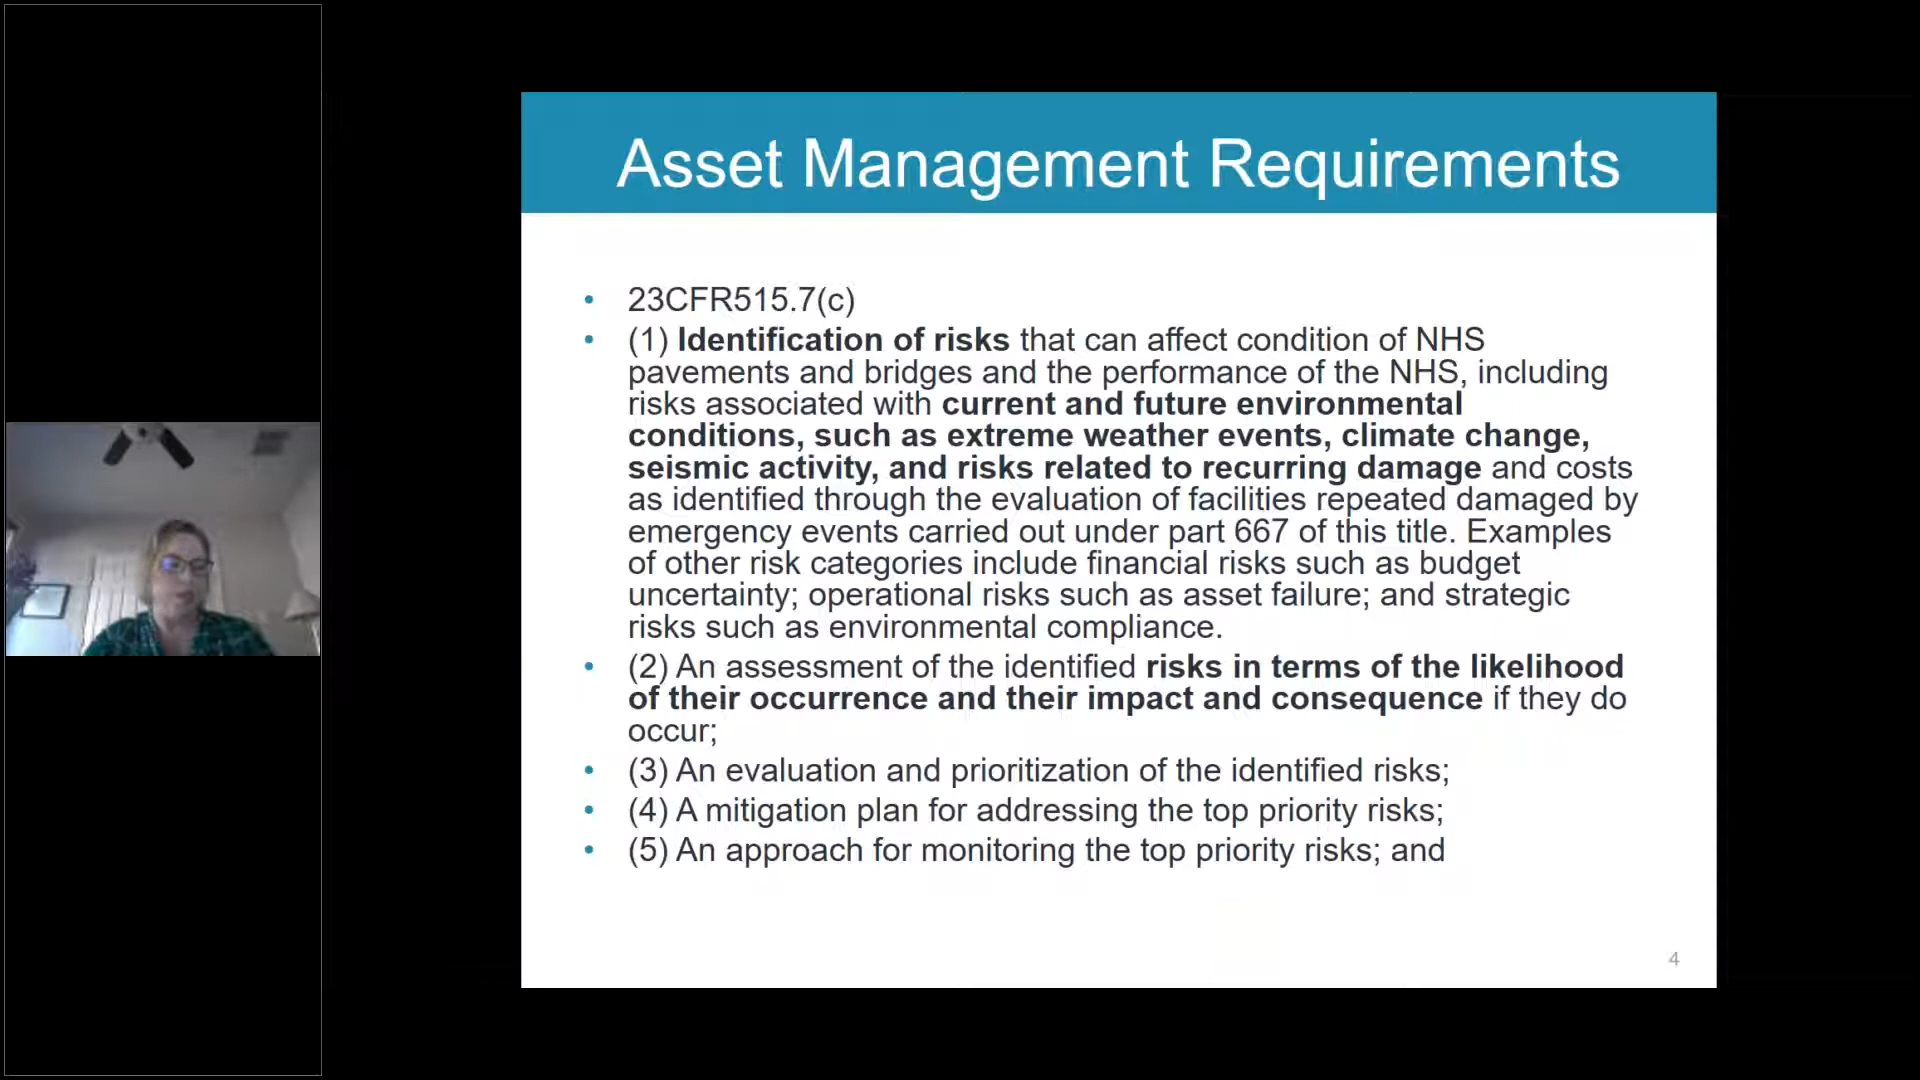 Asset Management Requirements
• 23CFR515.7(c)
• (1) Identification of risks that can affect condition of NHS
pavements and bridges and the performance of the NHS, including
risks associated with current and future environmental
conditions, such as extreme weather events, climate change,
seismic activity, and risks related to recurring damage and costs
as identified through the evaluation of facilities repeated damaged by
emergency events carried out under part 667 of this title. Examples
of other risk categories include financial risks such as budget
uncertainty; operational risks such as asset failure; and strategic
risks such as environmental compliance.
• (2) An assessment of the identified risks in terms of the likelihood
of their occurrence and their impact and consequence if they do
occur;
• (3) An evaluation and prioritization of the identified risks;
• (4) A mitigation plan for addressing the top priority risks;
• (5) An approach for monitoring the top priority risks; and
4